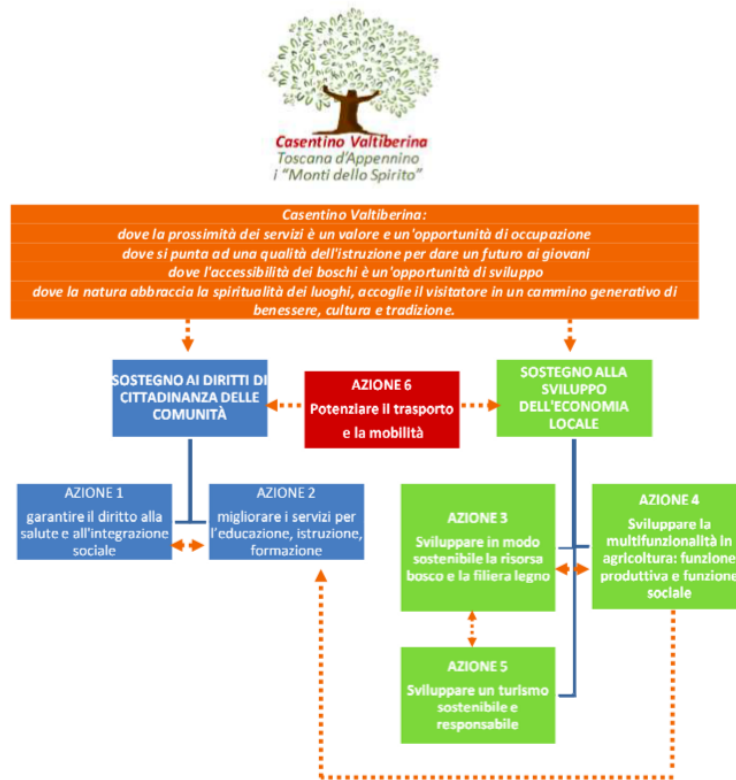 Casentino Valtiberina
Toscana d'Appennino
i "Monti dello Spirito"
Casentino Valtiberina:
dove la prossimità dei servizi è un valore e un'opportunità di occupazione
dove si punta ad una qualità dell'istruzione per dare un futuro ai giovani
dove l'accessibilità dei boschi è un'opportunità di sviluppo
dove la natura abbraccia la spiritualità dei luoghi, accoglie il visitatore in un cammino generativo di
benessere, cultura e tradizione.
SOSTEGNO AI DIRITTI DI
CITTADINANZA DELLE
COMUNITÀ
AZIONE 6
Potenziare il trasporto
e la mobilità
SOSTEGNO ALLA
SVILUPPO
DELL'ECONOMIA
LOCALE
AZIONE 1
garantire il diritto alla
salute e all'integrazione
sociale
AZIONE 2
migliorare i servizi per
l'educazione, istruzione,
formazione
AZIONE 3
Sviluppare in modo
sostenibile la risorsa
bosco e la filiera legno
AZIONE 4
Sviluppare la
multifunzionalità in
agricoltura: funzione
produttiva e funzione
sociale
AZIONE 5
Sviluppare un turismo
sostenibile e
responsabile